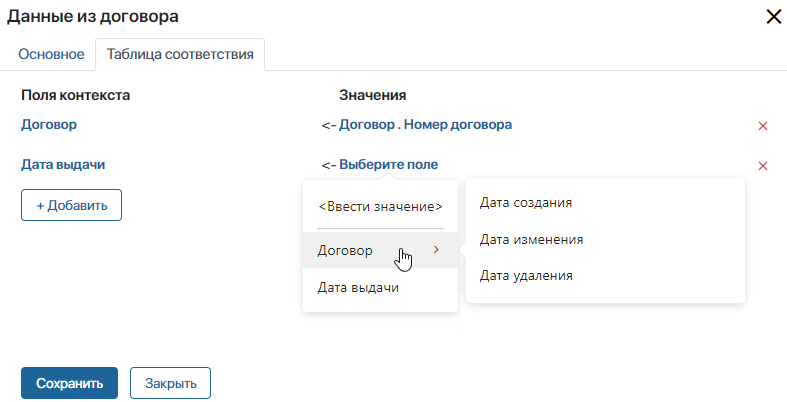 Данные из договора
Основное Таблица соответствия
Поля контекста Значения
Договор <- Договор . Номер договора
Дата выдачи <- Выберите поле
+ Добавить
<Ввести значение>
Договор
Дата выдачи
Дата создания
Дата изменения
Дата удаления
Сохранить Закрыть